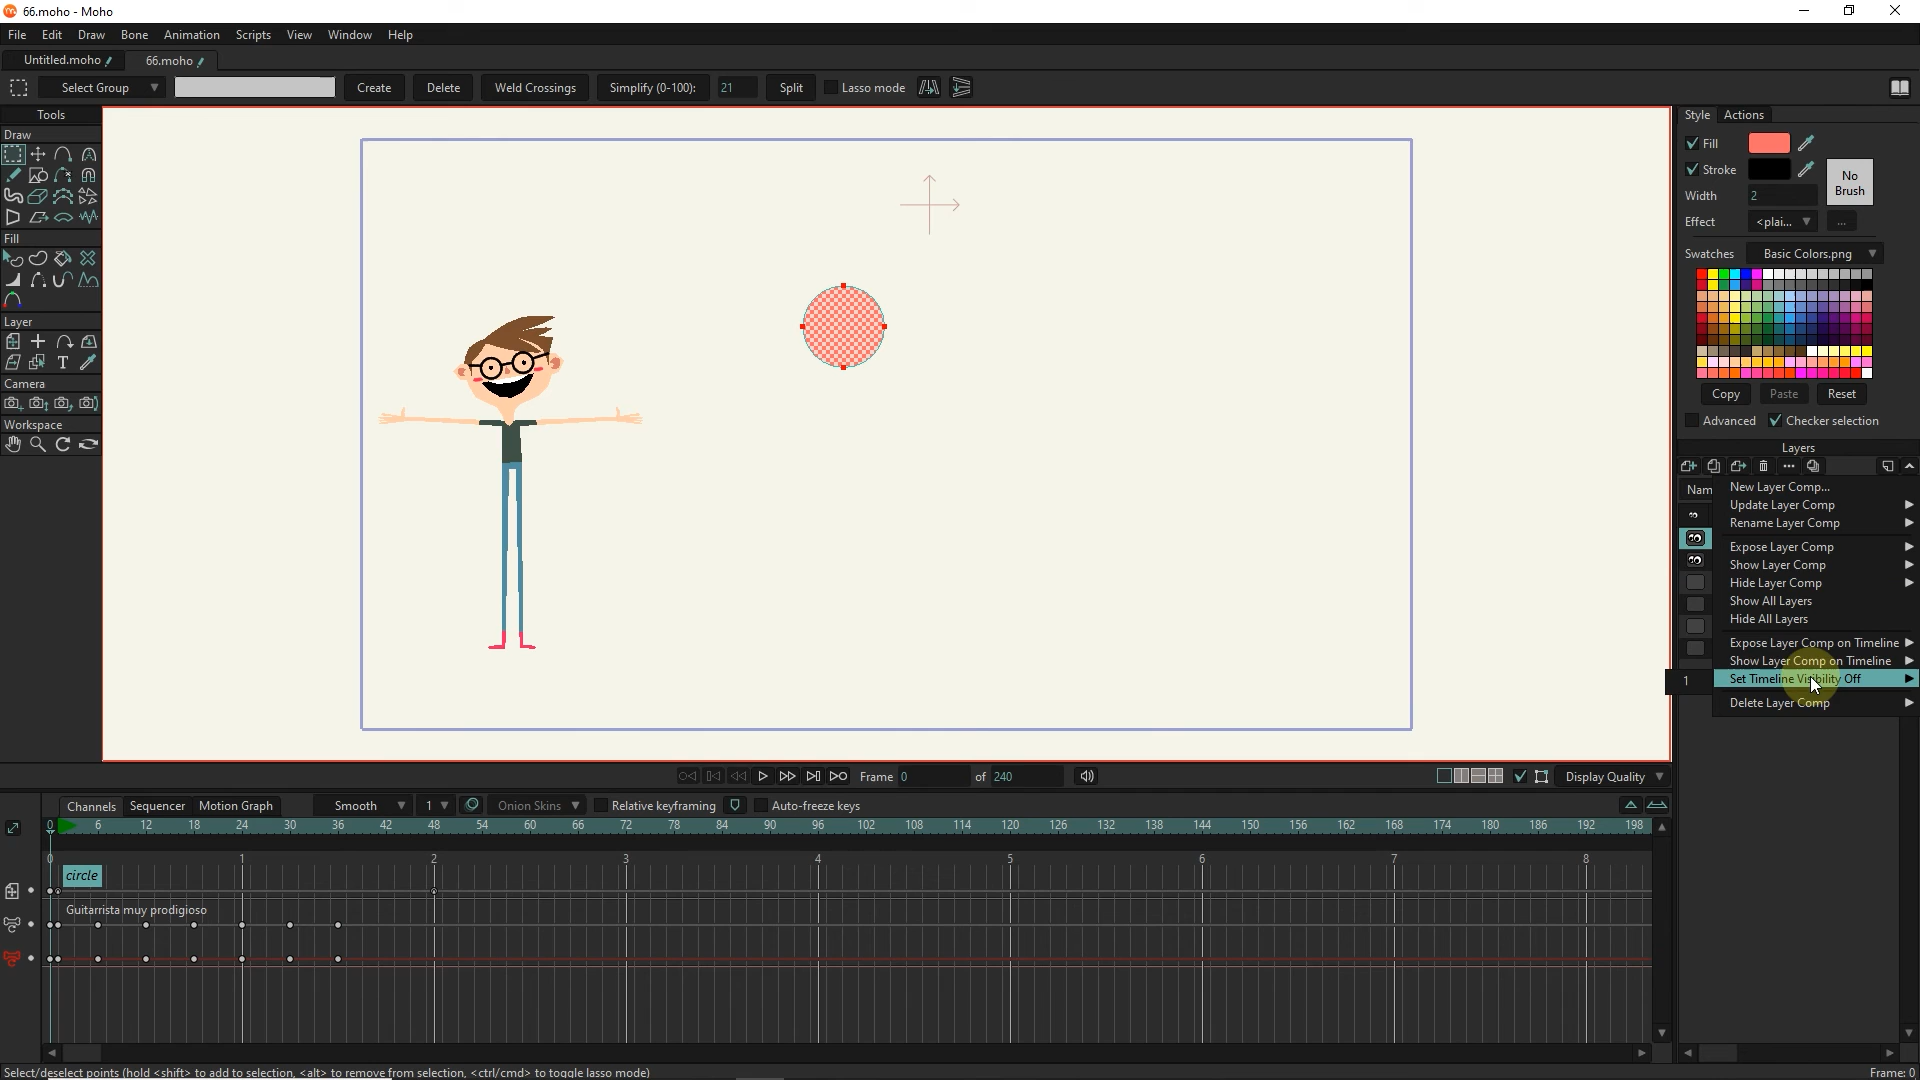 66.moho - Moho
File Edit Draw Bone Animation Scripts View Window Help
Untitled.moho 66.moho
Select Group Create Delete Weld Crossings Simplify (0-100): 21 Split Lasso mode
Tools
Draw
Fill
Layer
Camera
Workspace
Style Actions
Fill
Stroke
No
Brush
Width 2
Effect <plai... ...
Swatches Basic Colors.png
Copy Paste Reset
Advanced Checker selection
Layers
Nam
New Layer Comp...
Update Layer Comp
Rename Layer Comp
Expose Layer Comp
Show Layer Comp
Hide Layer Comp
Show All Layers
Hide All Layers
Expose Layer Comp on Timeline
Show Layer Comp on Timeline
1 Set Timeline Visibility Off
Delete Layer Comp
Frame 0 of 240 Display Quality
Channels Sequencer Motion Graph Smooth 1 Onion Skins Relative keyframing Auto-freeze keys
0 6 12 18 24 30 36 42 48 54 60 66 72 78 84 90 96 102 108 114 120 126 132 138 144 150 156 162 168 174 180 186 192 198
0 1 2 3 4 5 6 7 8
circle
Guitarrista muy prodigioso
Select/deselect points (hold <shift> to add to selection, <alt> to remove from selection, <ctrl/cmd> to toggle lasso mode) Frame: 0